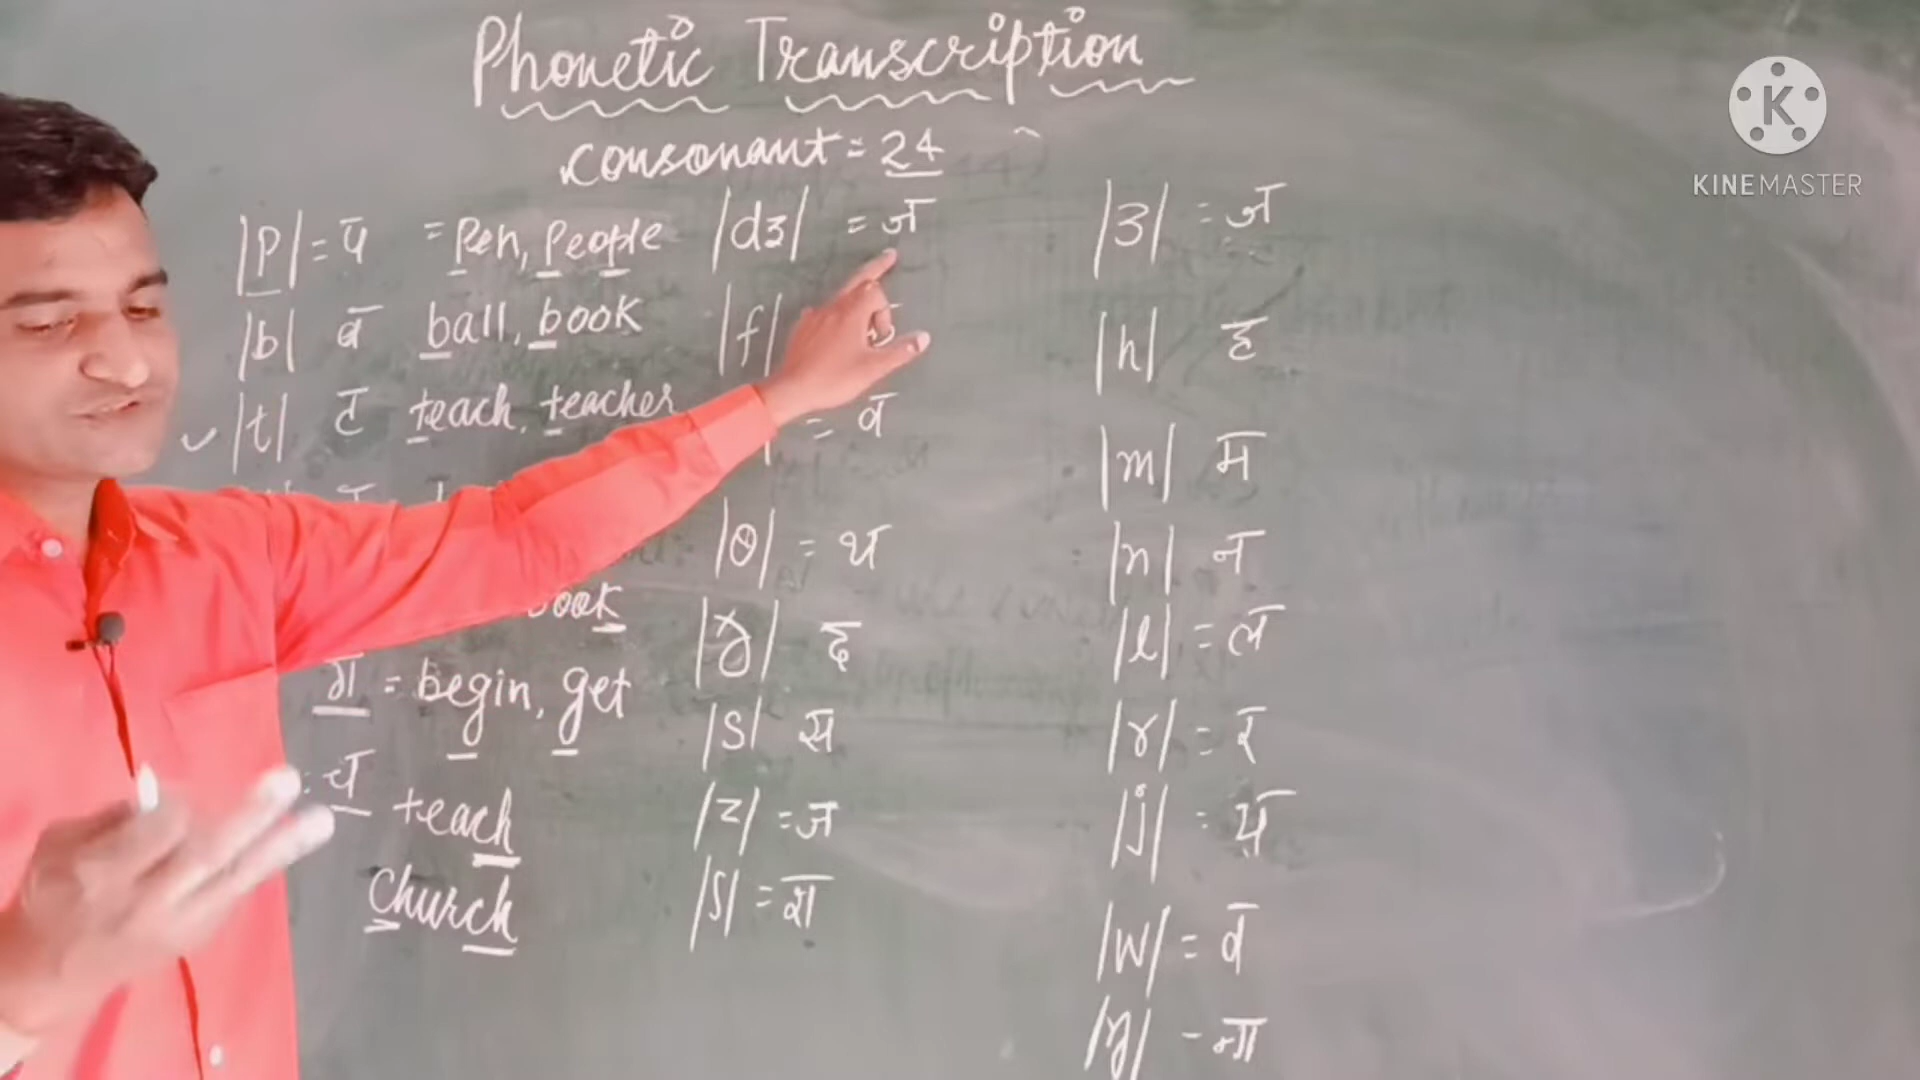 Phonetic Transcription
consonant = 24
|p| = प = Pen, People
|b| ब ball, book
|t| ट teach, teacher
book
ग = begin, get
च teach
Church
|dʒ| = ज
|f|
= व
|θ| = थ
|ð| द
|s| स
|z| = ज
|ʃ| = श
|ʒ| = ज
|h| ह
|m| म
|n| न
|l| = ल
|r| = र
|j| = य
|w| = व
|ŋ| - न्ग
KINEMASTER